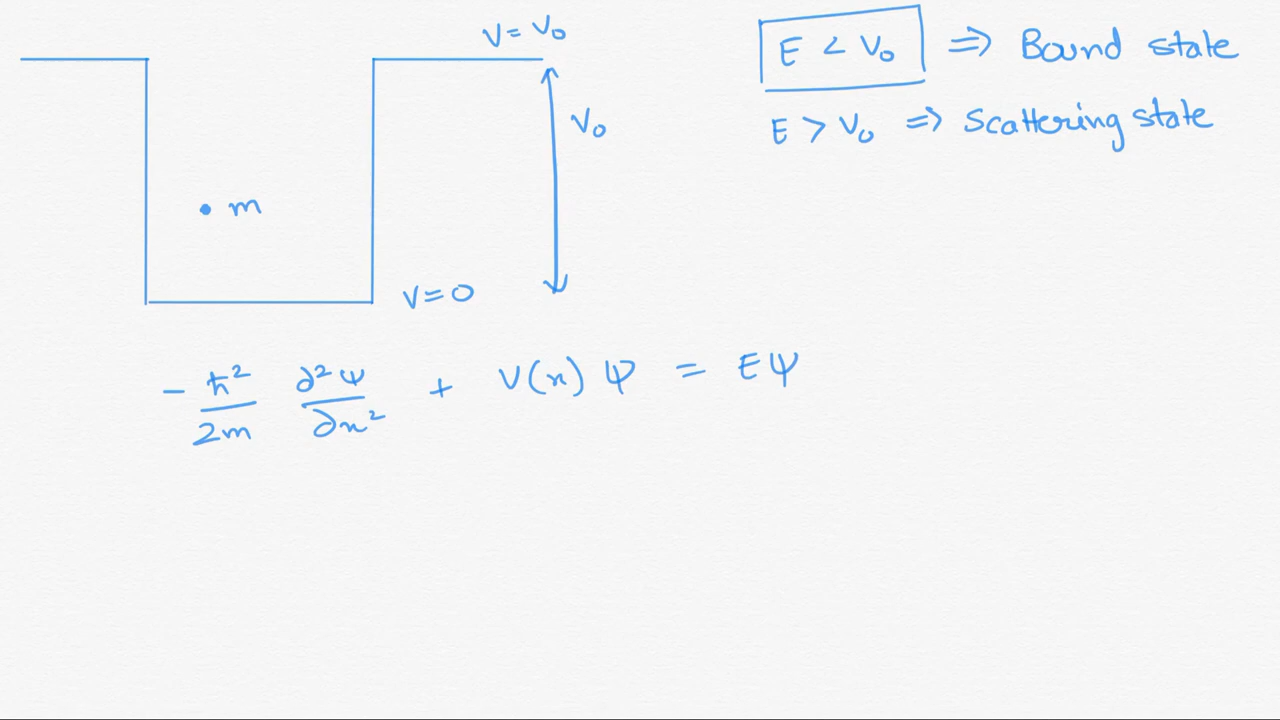 V = V₀
E < V₀ ⇒ Bound state
V₀
E > V₀ ⇒ Scattering state
• m
V = 0
- ħ²/2m ∂²ψ/∂x² + V(x) ψ = Eψ